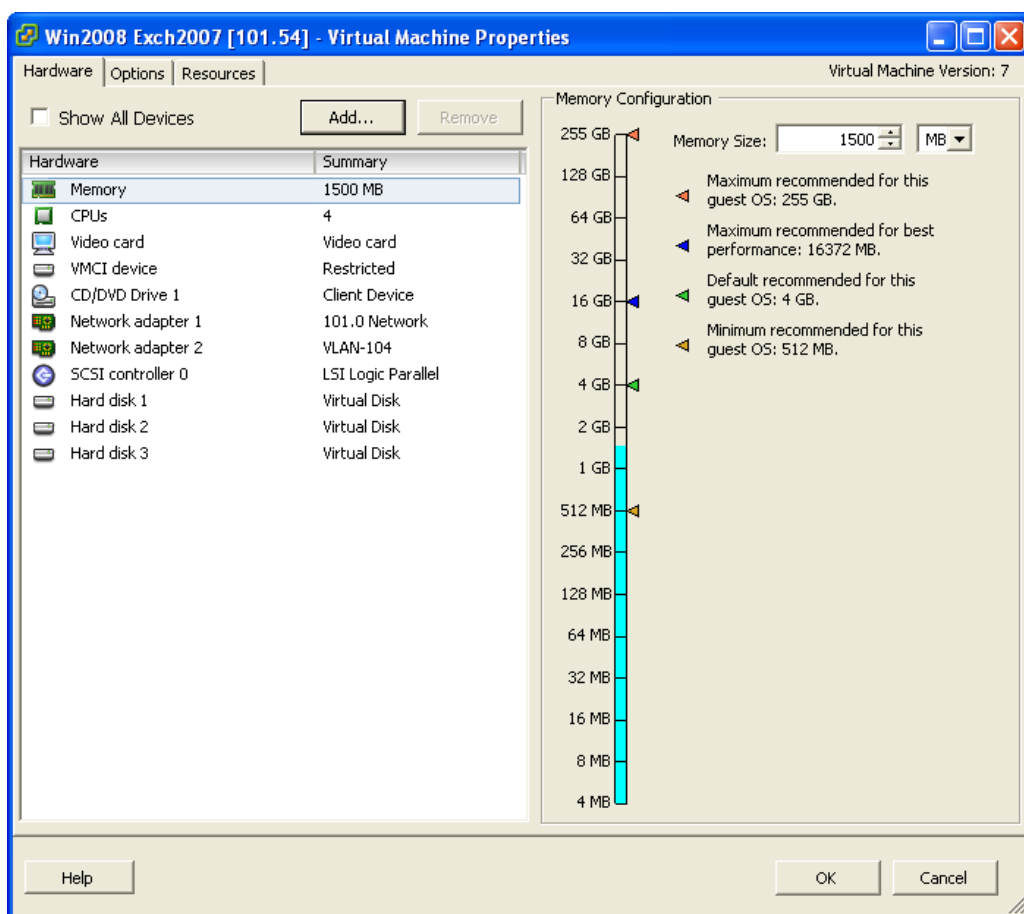 Win2008 Exch2007 [101.54] - Virtual Machine Properties
Hardware Options Resources
Virtual Machine Version: 7
Show All Devices
Add...
Remove
Hardware Summary
Memory 1500 MB
CPUs 4
Video card Video card
VMCI device Restricted
CD/DVD Drive 1 Client Device
Network adapter 1 101.0 Network
Network adapter 2 VLAN-104
SCSI controller 0 LSI Logic Parallel
Hard disk 1 Virtual Disk
Hard disk 2 Virtual Disk
Hard disk 3 Virtual Disk
Memory Configuration
255 GB
128 GB
64 GB
32 GB
16 GB
8 GB
4 GB
2 GB
1 GB
512 MB
256 MB
128 MB
64 MB
32 MB
16 MB
8 MB
4 MB
Memory Size: 1500 MB
Maximum recommended for this
guest OS: 255 GB.
Maximum recommended for best
performance: 16372 MB.
Default recommended for this
guest OS: 4 GB.
Minimum recommended for this
guest OS: 512 MB.
Help
OK
Cancel